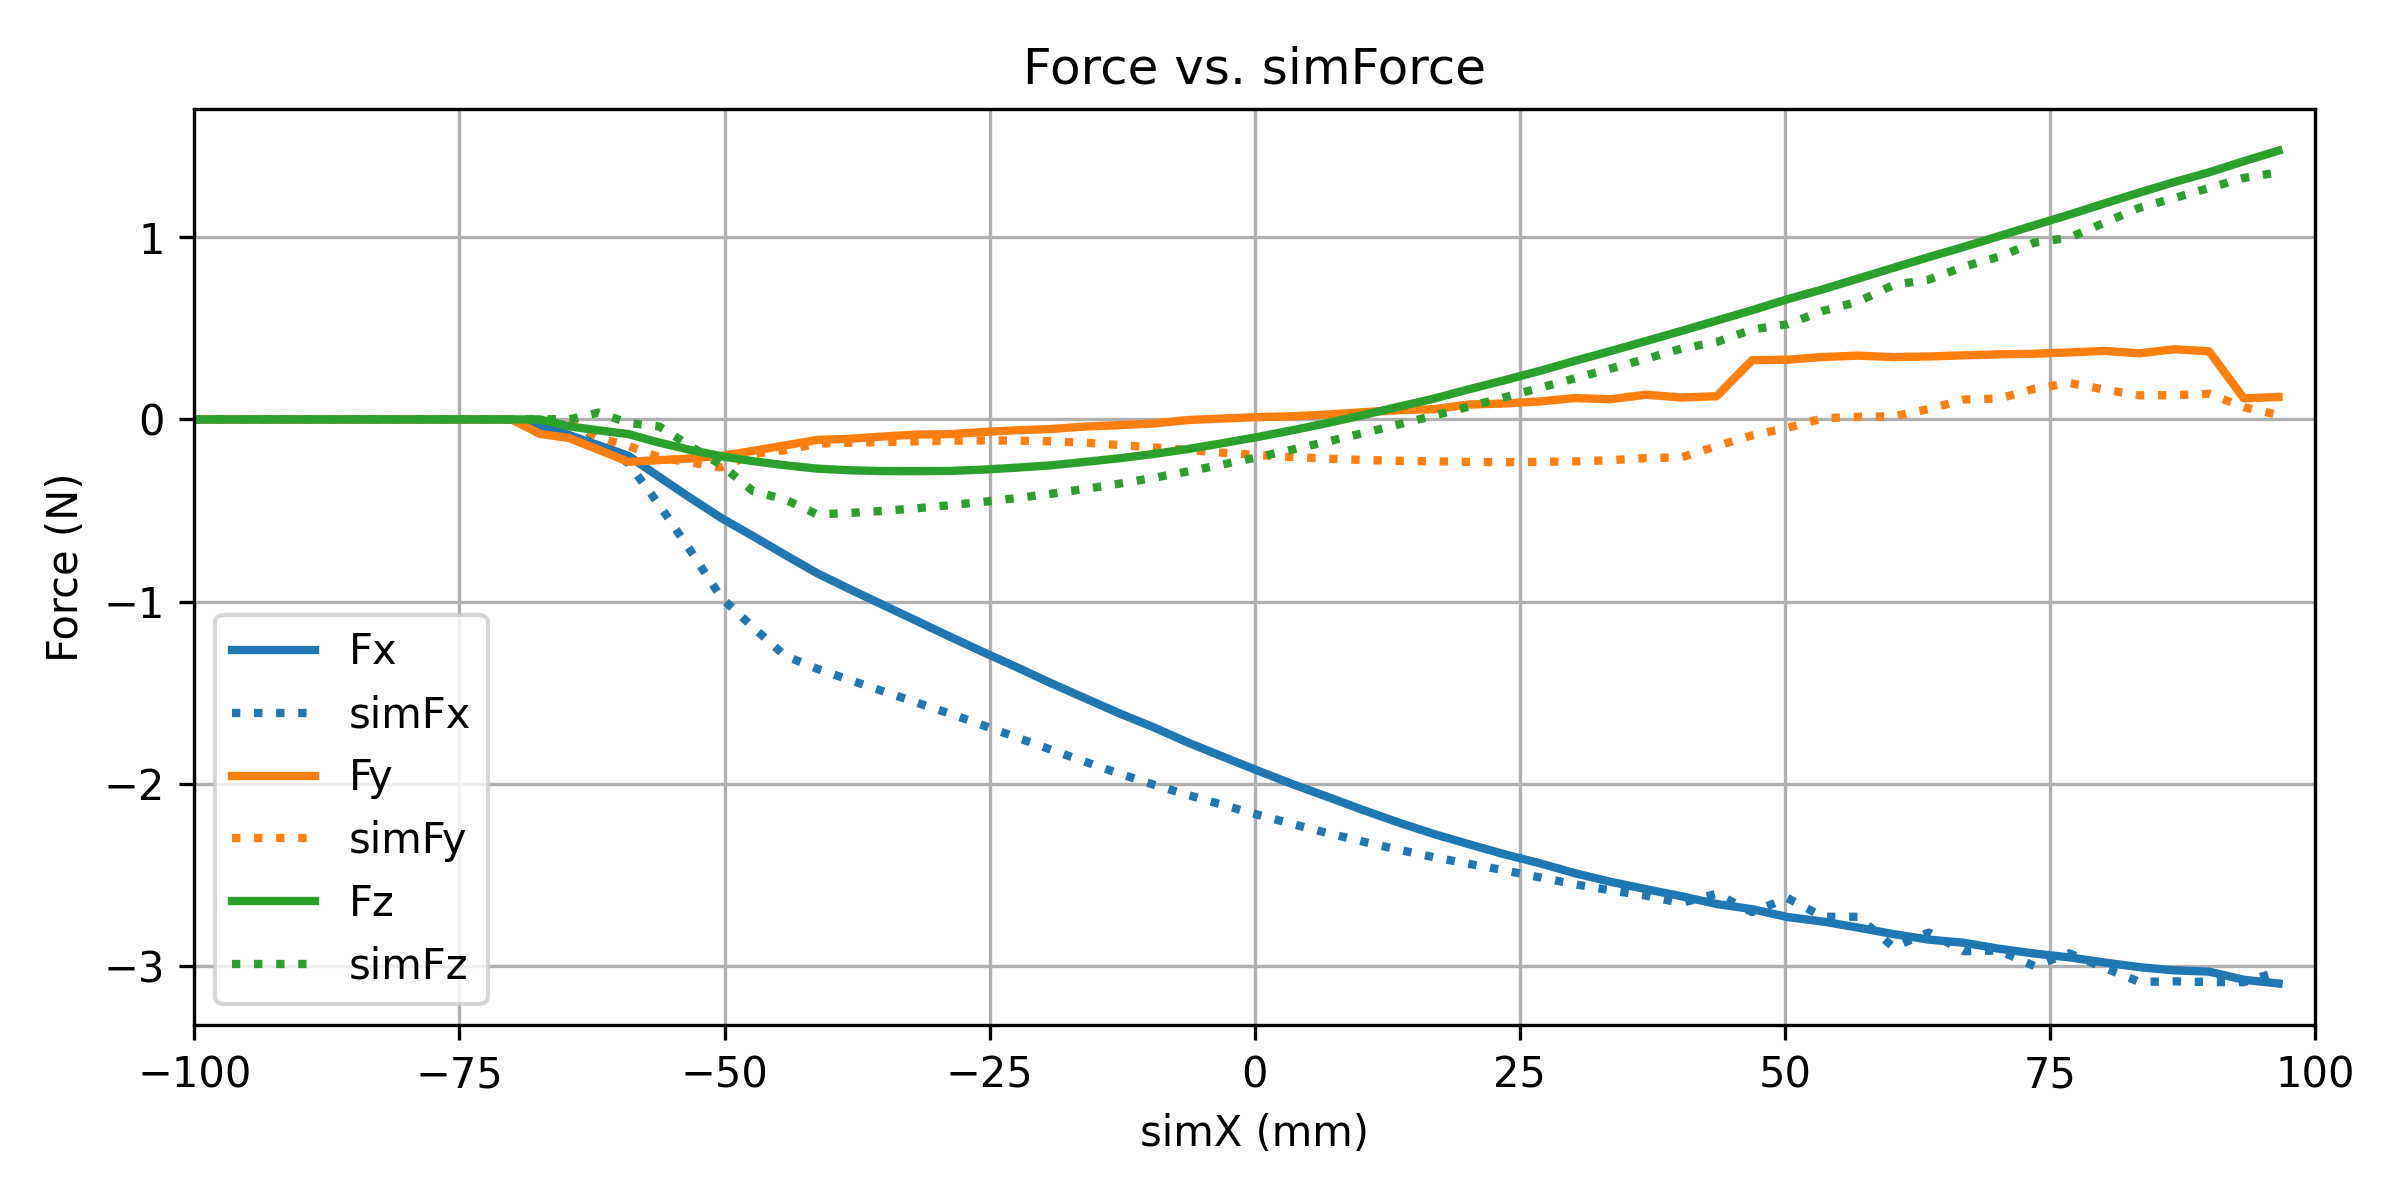 Force vs. simForce
Force (N)
1
0
−1
−2
−3
Fx
simFx
Fy
simFy
Fz
simFz
−100 −75 −50 −25 0 25 50 75 100
simX (mm)